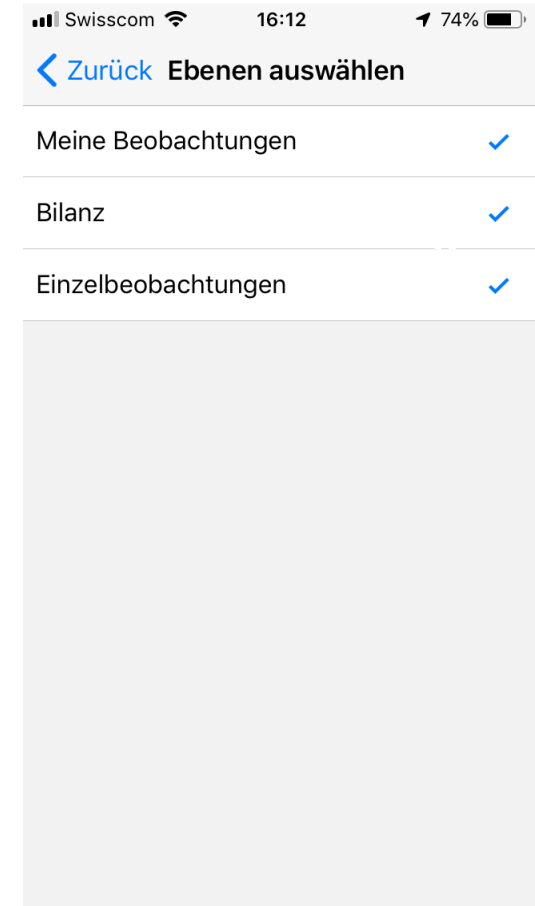 Swisscom 16:12 74%
Zurück Ebenen auswählen
Meine Beobachtungen
Bilanz
Einzelbeobachtungen